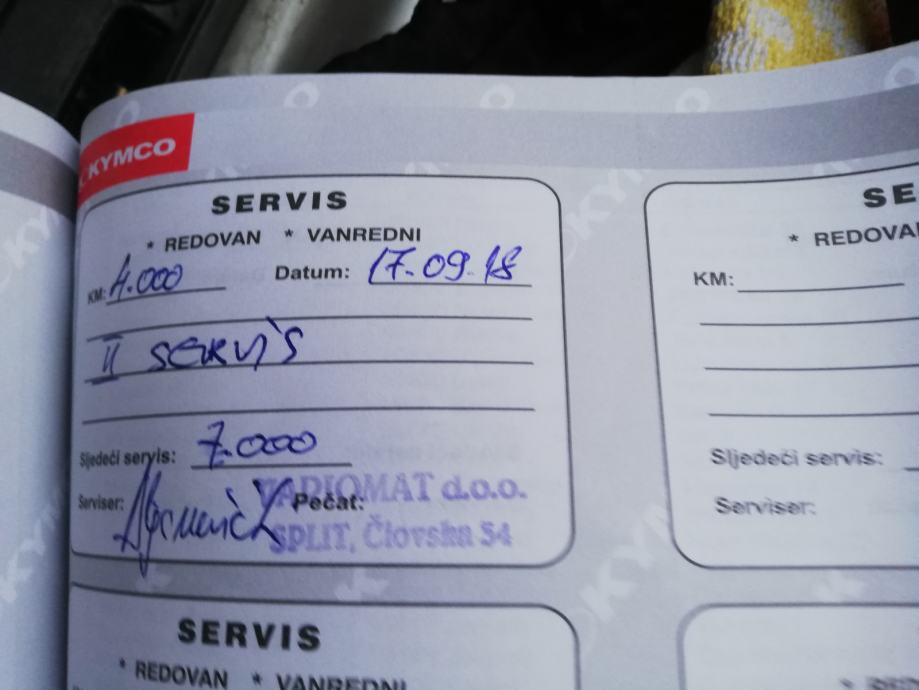 KYMCO
SERVIS
* REDOVAN * VANREDNI
KM: 4.000 Datum: 17.09.18
II SERVIS
Sljedeći servis: 7.000
Serviser: Pečat:
VARIOMAT d.o.o.
SPLIT, Čiovska 54
SE
* REDOVA
KM:
Sljedeći servis:
Serviser:
SERVIS
* REDOVAN * VANREDNI